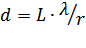 d = L · λ/r